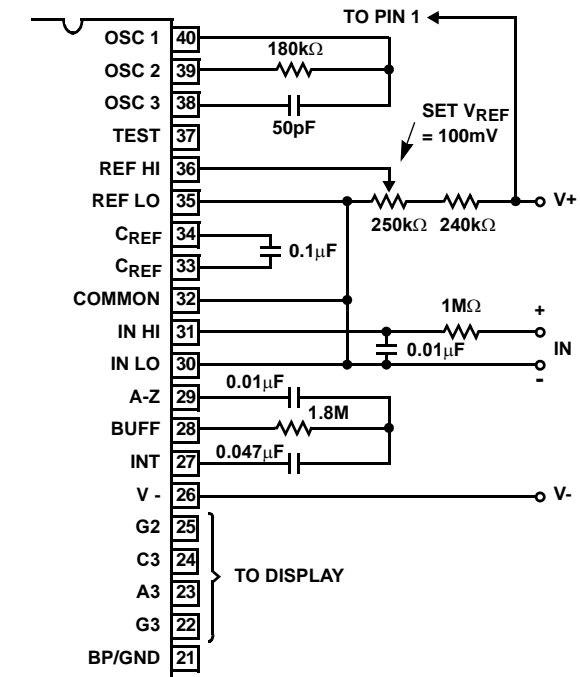 TO PIN 1
OSC 1 40
180kΩ
OSC 2 39
OSC 3 38
50pF
SET VREF
= 100mV
TEST 37
REF HI 36
REF LO 35
V+
250kΩ 240kΩ
CREF 34
0.1µF
CREF 33
COMMON 32
1MΩ
+
IN HI 31
0.01µF
IN
IN LO 30
-
0.01µF
A-Z 29
1.8M
BUFF 28
0.047µF
INT 27
V - 26
V-
G2 25
C3 24
TO DISPLAY
A3 23
G3 22
BP/GND 21